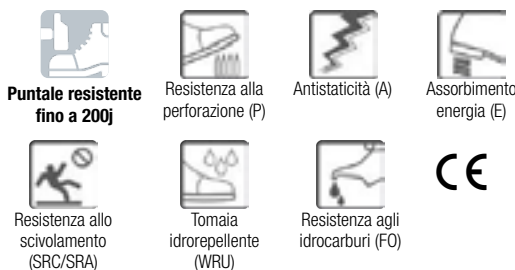 Puntale resistente
fino a 200j
Resistenza alla
perforazione (P)
Antistaticità (A)
Assorbimento
energia (E)
Resistenza allo
scivolamento
(SRC/SRA)
Tomaia
idrorepellente
(WRU)
Resistenza agli
idrocarburi (FO)
CE